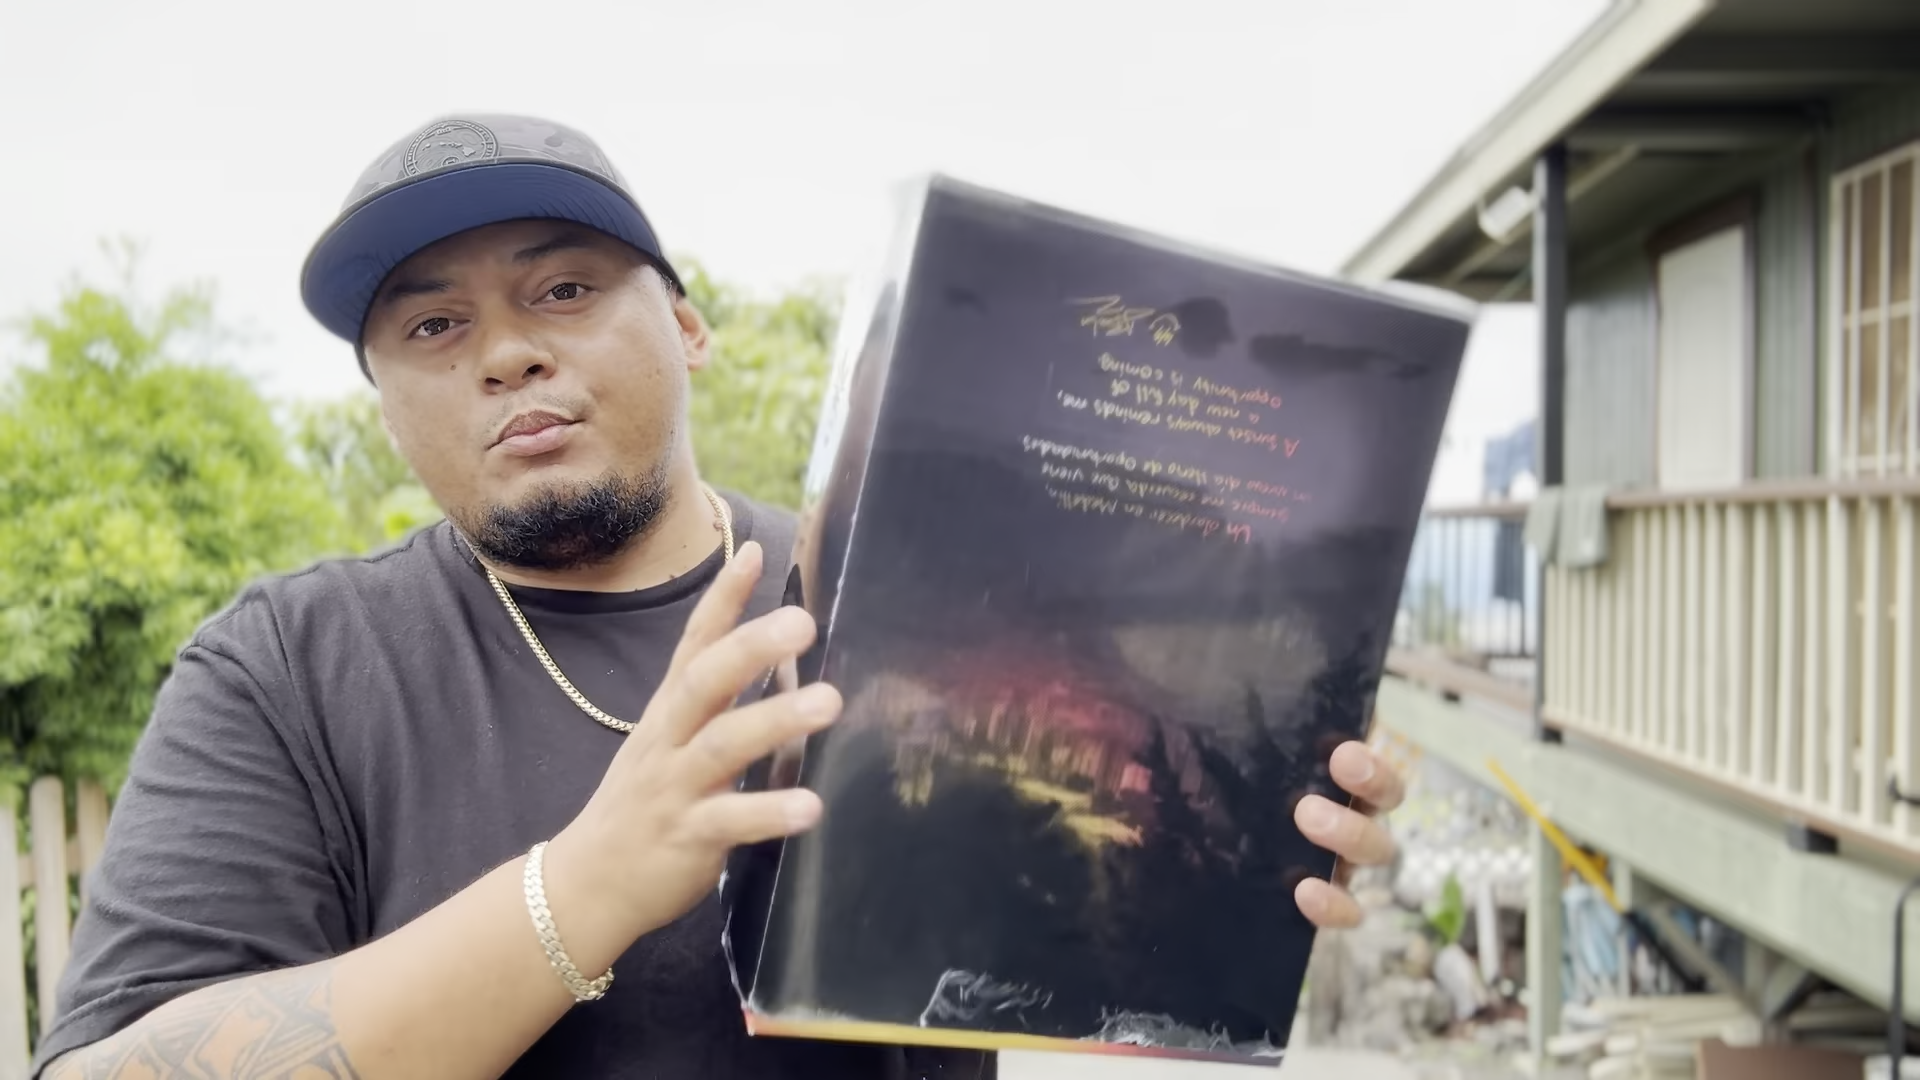 Un atardecer en Medellín,
siempre me recuerda que viene
un nuevo día lleno de oportunidades
A Sunset always reminds me,
a new day full of
opportunity is coming.